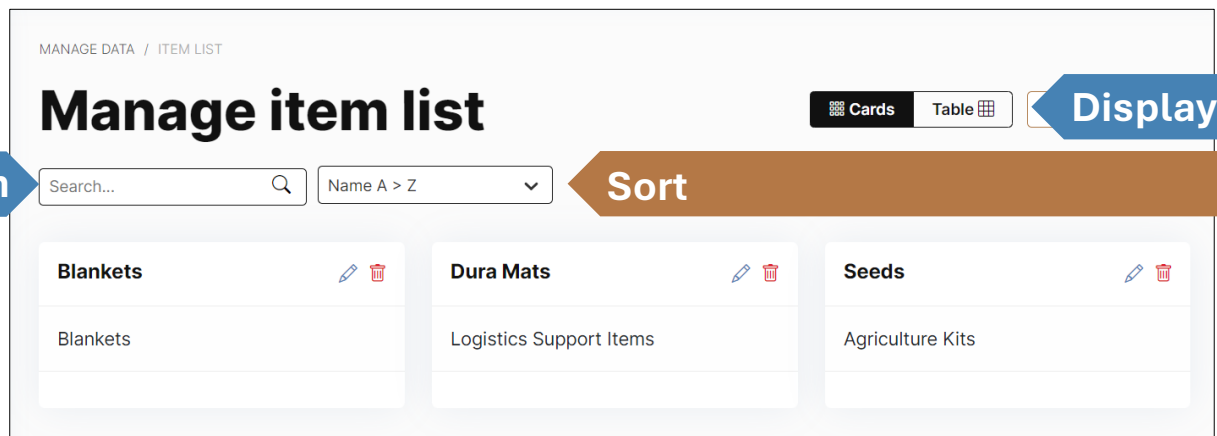 MANAGE DATA / ITEM LIST
Manage item list
Cards Table
Display
Search...
Name A > Z
Sort
Blankets
Dura Mats
Seeds
Blankets
Logistics Support Items
Agriculture Kits